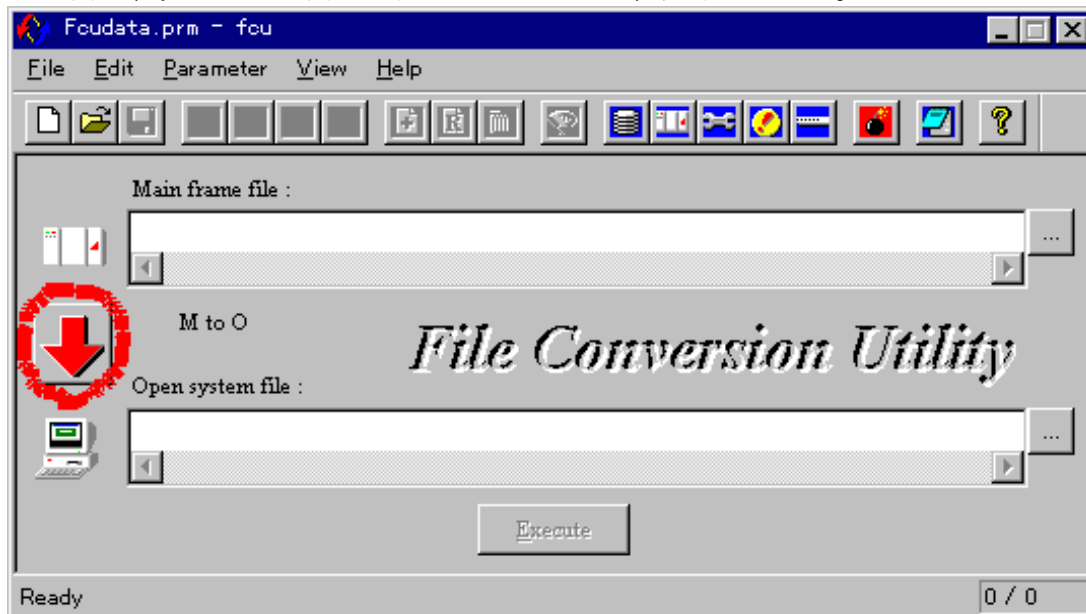 Fcudata.prm - fcu
File Edit Parameter View Help
Main frame file :
...
M to O
File Conversion Utility
Open system file :
...
Execute
Ready 0 / 0